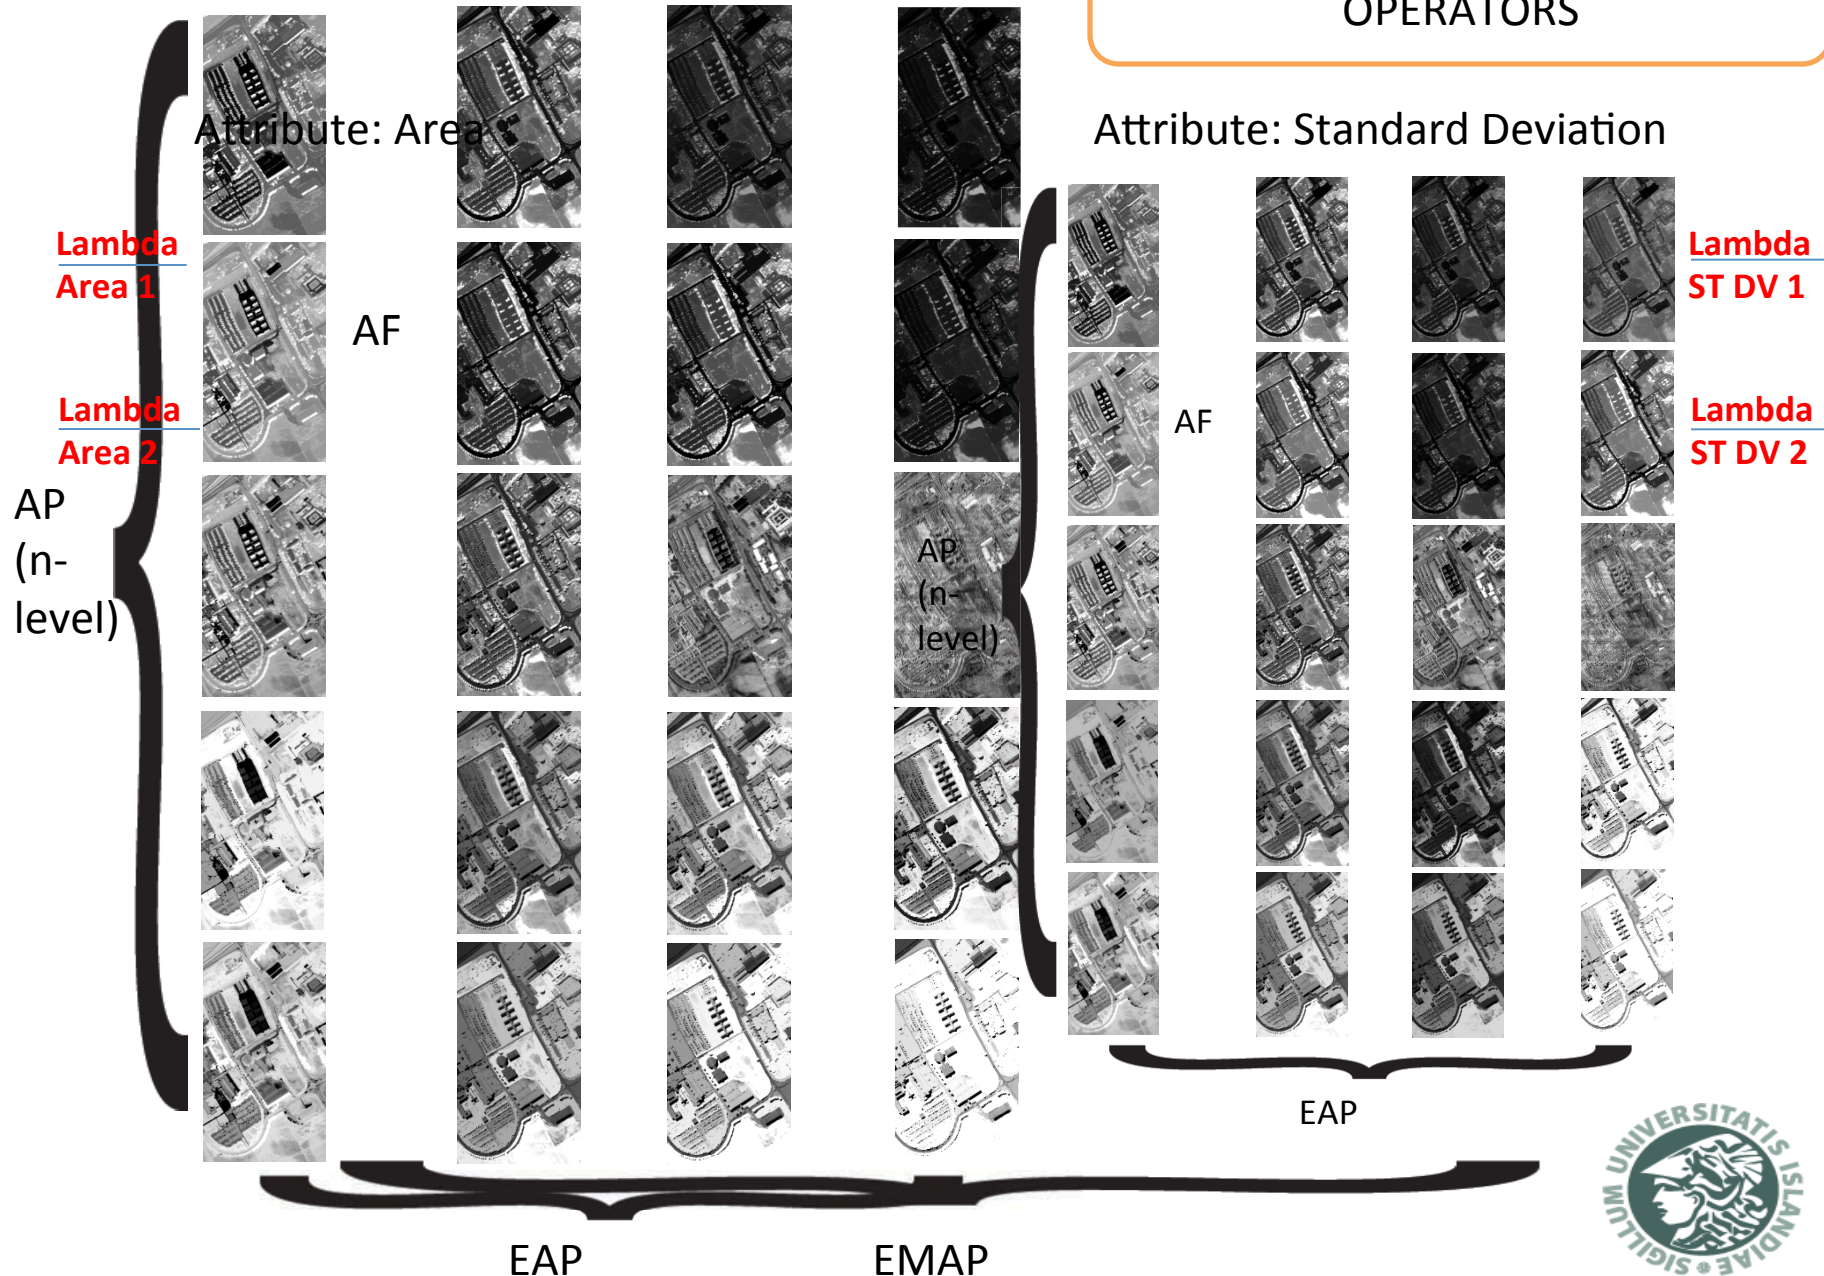 OPERATORS
Attribute: Area
Attribute: Standard Deviation
Lambda
Area 1
Lambda
Area 2
AF
AP
(n-
level)
AP
(n-
level)
AF
Lambda
ST DV 1
Lambda
ST DV 2
EAP
EAP
EMAP
SIGILLUM UNIVERSITATIS ISLANDIAE